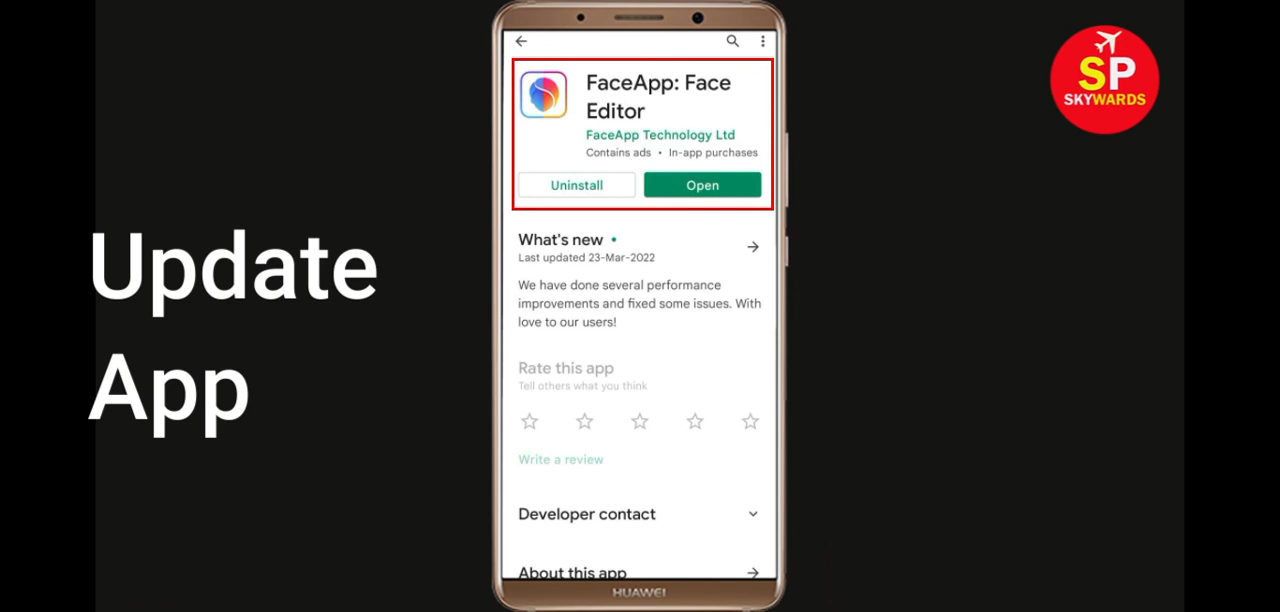 Update
App
FaceApp: Face
Editor
FaceApp Technology Ltd
Contains ads • In-app purchases
Uninstall
Open
What's new •
Last updated 23-Mar-2022
We have done several performance
improvements and fixed some issues. With
love to our users!
Rate this app
Tell others what you think
Write a review
Developer contact
About this app
HUAWEI
SP
SKYWARDS